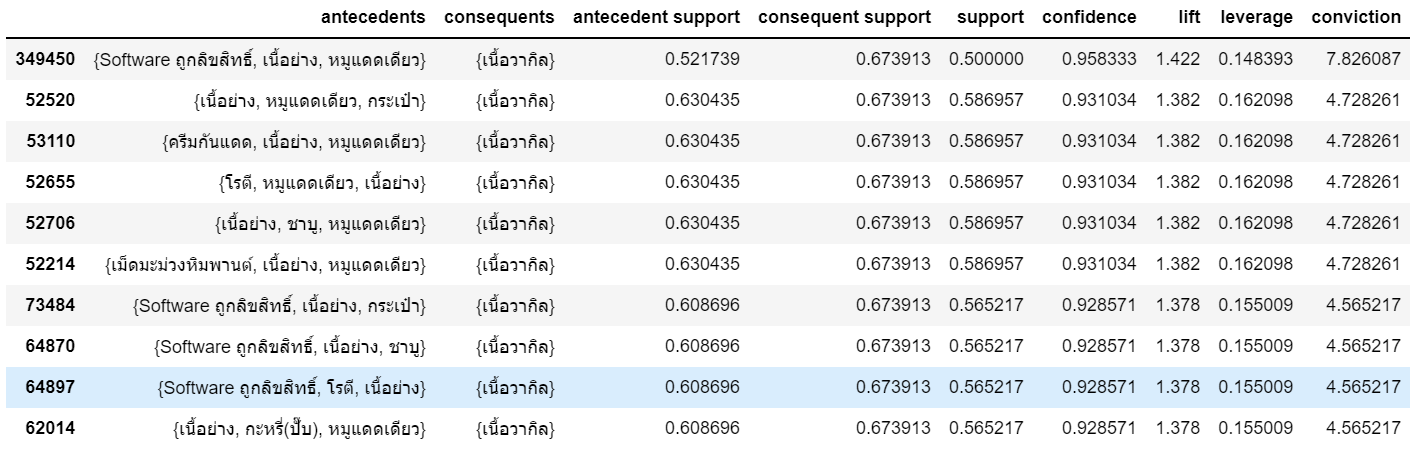 antecedents consequents antecedent support consequent support support confidence lift leverage conviction
349450 {Software ถูกลิขสิทธิ์, เนื้อย่าง, หมูแดดเดียว} {เนื้อวากิล} 0.521739 0.673913 0.500000 0.958333 1.422 0.148393 7.826087
52520 {เนื้อย่าง, หมูแดดเดียว, กระเป๋า} {เนื้อวากิล} 0.630435 0.673913 0.586957 0.931034 1.382 0.162098 4.728261
53110 {ครีมกันแดด, เนื้อย่าง, หมูแดดเดียว} {เนื้อวากิล} 0.630435 0.673913 0.586957 0.931034 1.382 0.162098 4.728261
52655 {โรตี, หมูแดดเดียว, เนื้อย่าง} {เนื้อวากิล} 0.630435 0.673913 0.586957 0.931034 1.382 0.162098 4.728261
52706 {เนื้อย่าง, ชาบู, หมูแดดเดียว} {เนื้อวากิล} 0.630435 0.673913 0.586957 0.931034 1.382 0.162098 4.728261
52214 {เม็ดมะม่วงหิมพานต์, เนื้อย่าง, หมูแดดเดียว} {เนื้อวากิล} 0.630435 0.673913 0.586957 0.931034 1.382 0.162098 4.728261
73484 {Software ถูกลิขสิทธิ์, เนื้อย่าง, กระเป๋า} {เนื้อวากิล} 0.608696 0.673913 0.565217 0.928571 1.378 0.155009 4.565217
64870 {Software ถูกลิขสิทธิ์, เนื้อย่าง, ชาบู} {เนื้อวากิล} 0.608696 0.673913 0.565217 0.928571 1.378 0.155009 4.565217
64897 {Software ถูกลิขสิทธิ์, โรตี, เนื้อย่าง} {เนื้อวากิล} 0.608696 0.673913 0.565217 0.928571 1.378 0.155009 4.565217
62014 {เนื้อย่าง, กะหรี่(ปั๊บ), หมูแดดเดียว} {เนื้อวากิล} 0.608696 0.673913 0.565217 0.928571 1.378 0.155009 4.565217